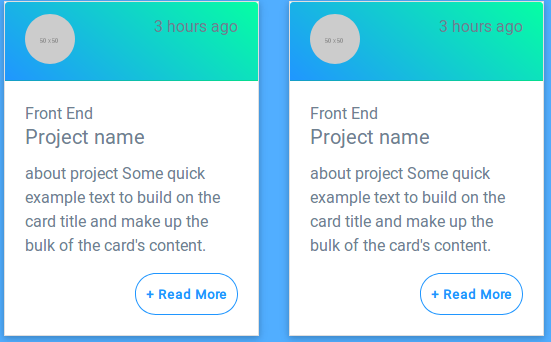 50 x 50
3 hours ago
Front End
Project name
about project Some quick
example text to build on the
card title and make up the
bulk of the card's content.
+ Read More
50 x 50
3 hours ago
Front End
Project name
about project Some quick
example text to build on the
card title and make up the
bulk of the card's content.
+ Read More